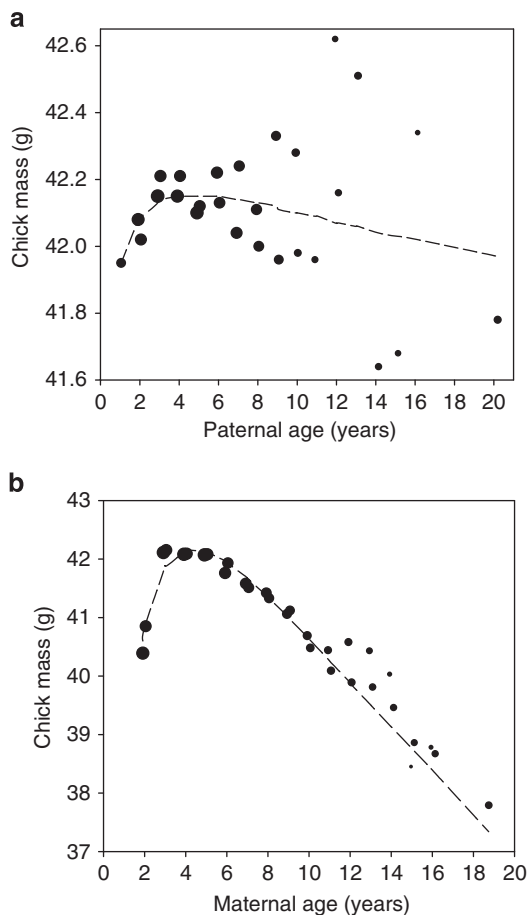 a
42.6
42.4
42.2
42.0
41.8
41.6
Chick mass (g)
0 2 4 6 8 10 12 14 16 18 20
Paternal age (years)
b
43
42
41
40
39
38
37
Chick mass (g)
0 2 4 6 8 10 12 14 16 18 20
Maternal age (years)